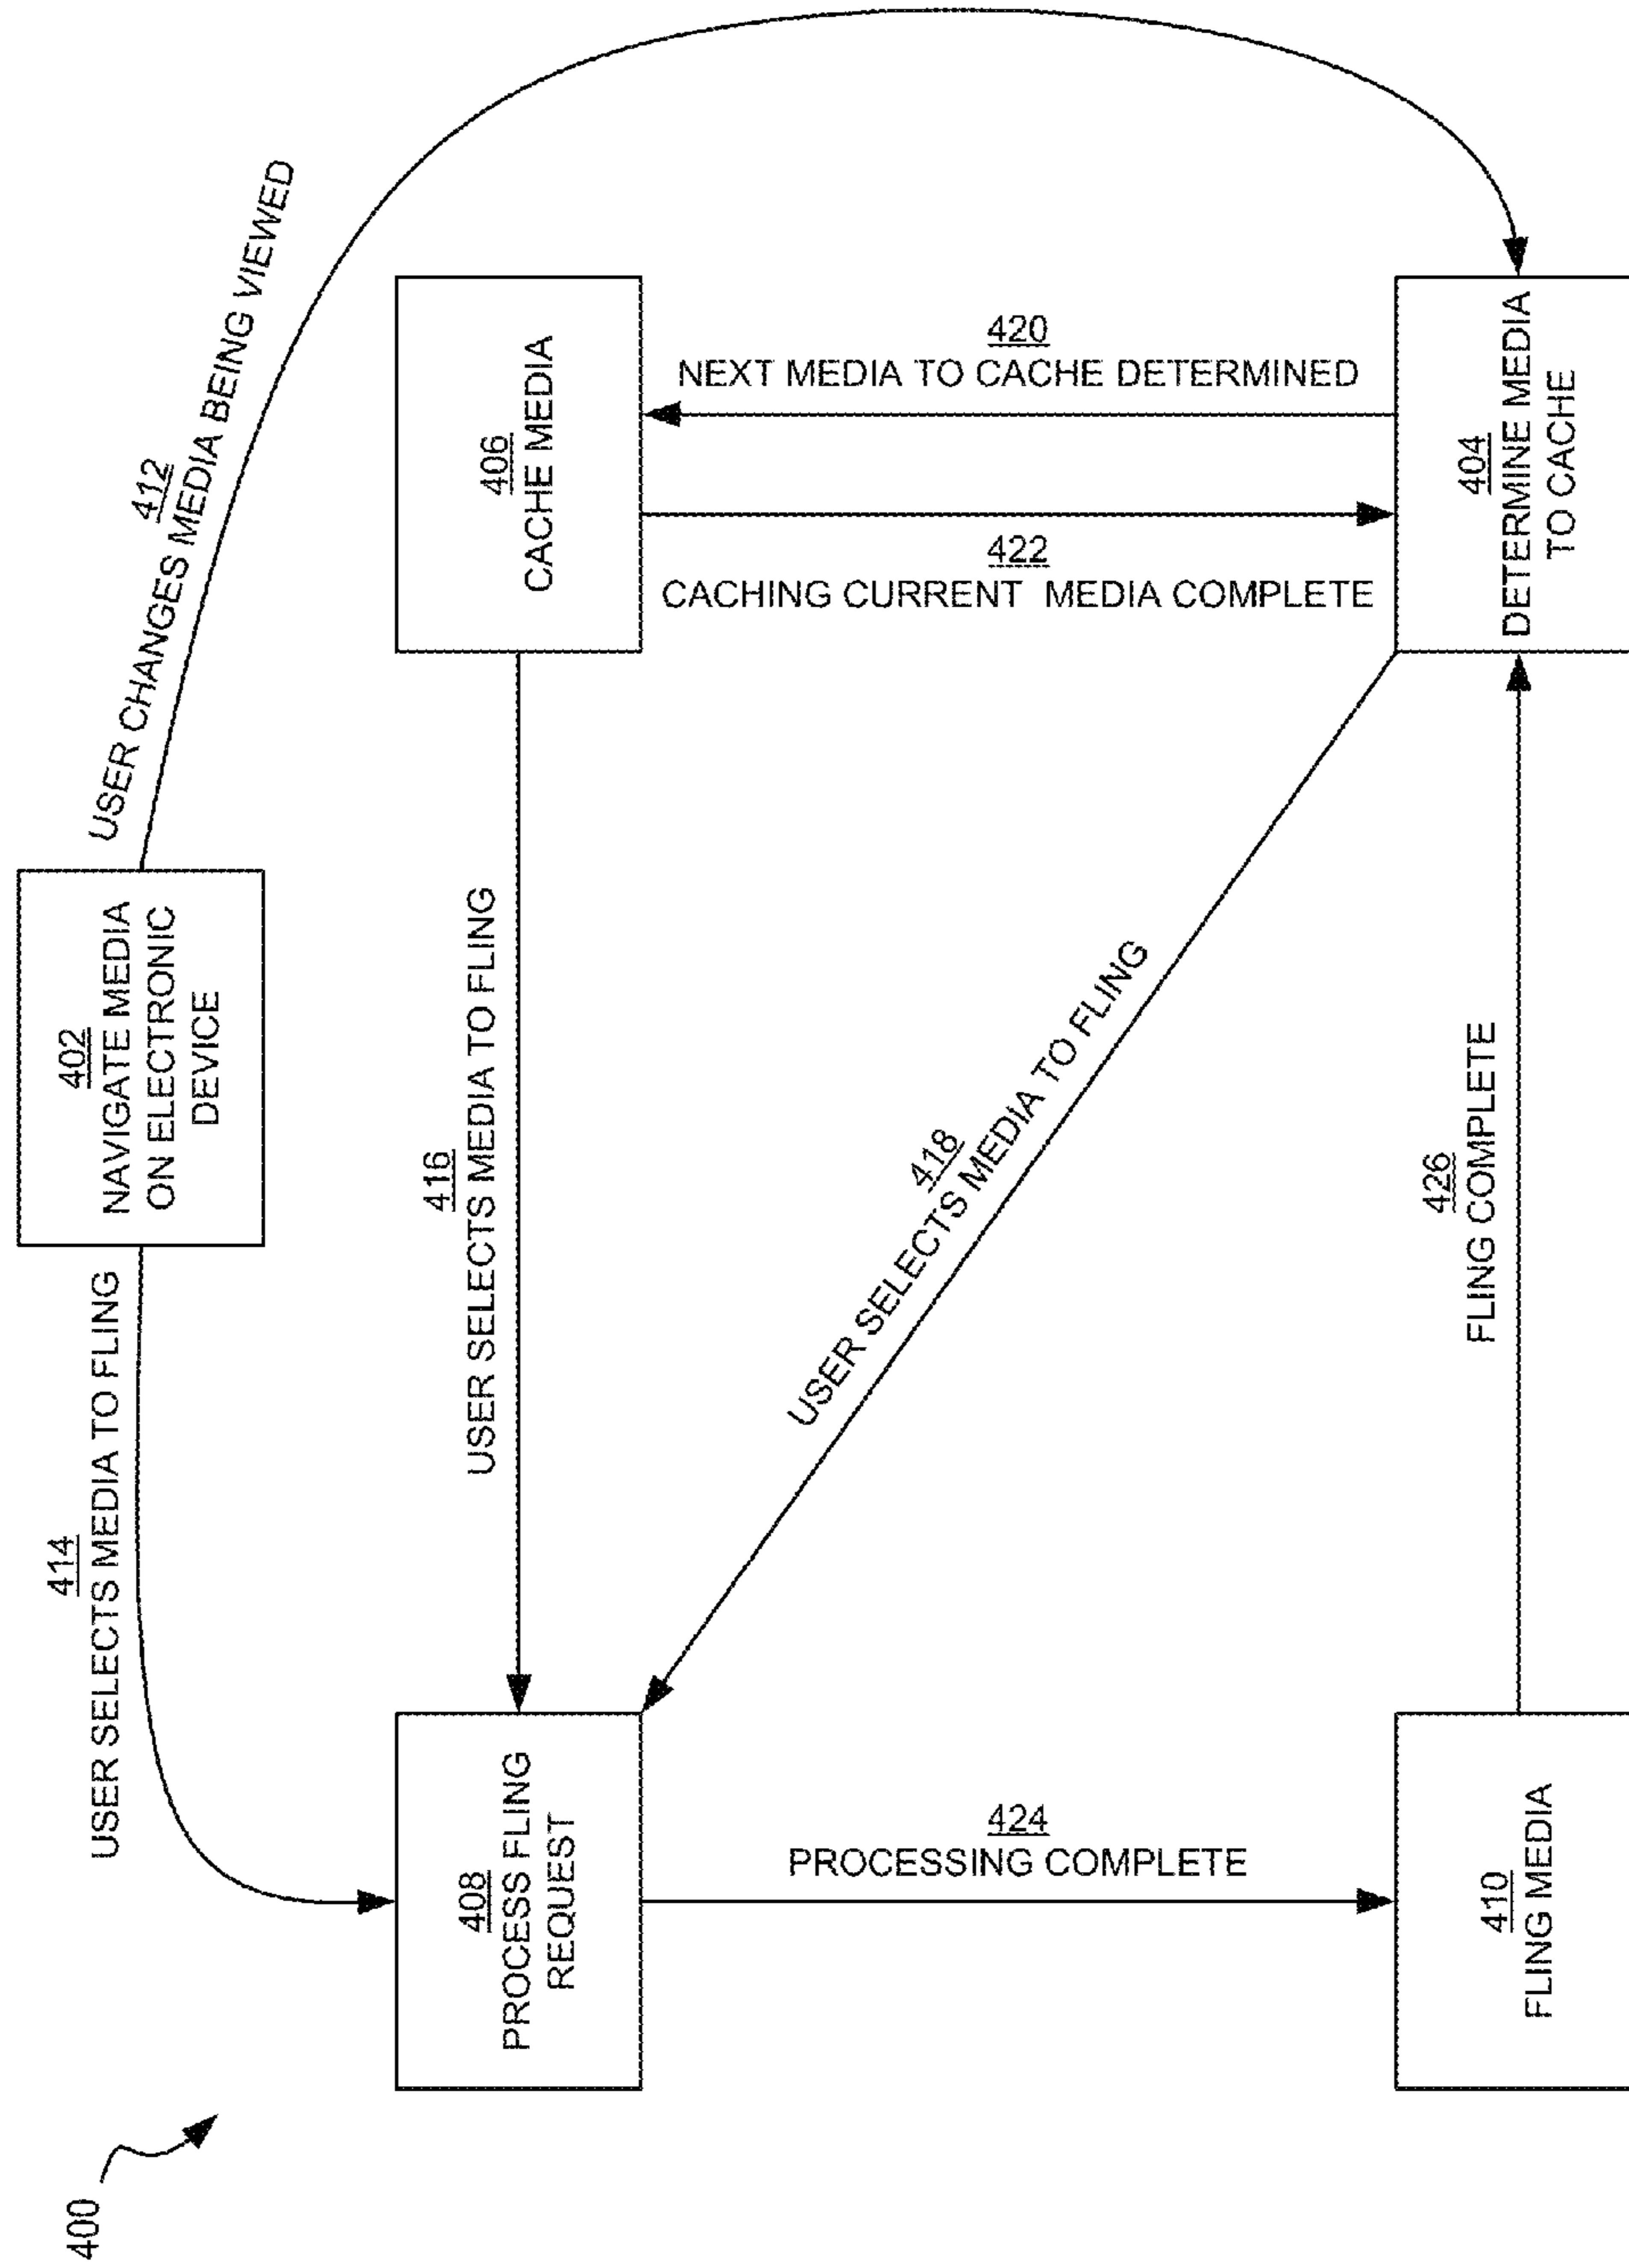 400
402
NAVIGATE MEDIA
ON ELECTRONIC
DEVICE
414
USER SELECTS MEDIA TO FLING
412
USER CHANGES MEDIA BEING VIEWED
408
PROCESS FLING
REQUEST
416
USER SELECTS MEDIA TO FLING
406
CACHE MEDIA
424
PROCESSING COMPLETE
418
USER SELECTS MEDIA TO FLING
422
CACHING CURRENT MEDIA COMPLETE
420
NEXT MEDIA TO CACHE DETERMINED
410
FLING MEDIA
426
FLING COMPLETE
404
DETERMINE MEDIA
TO CACHE